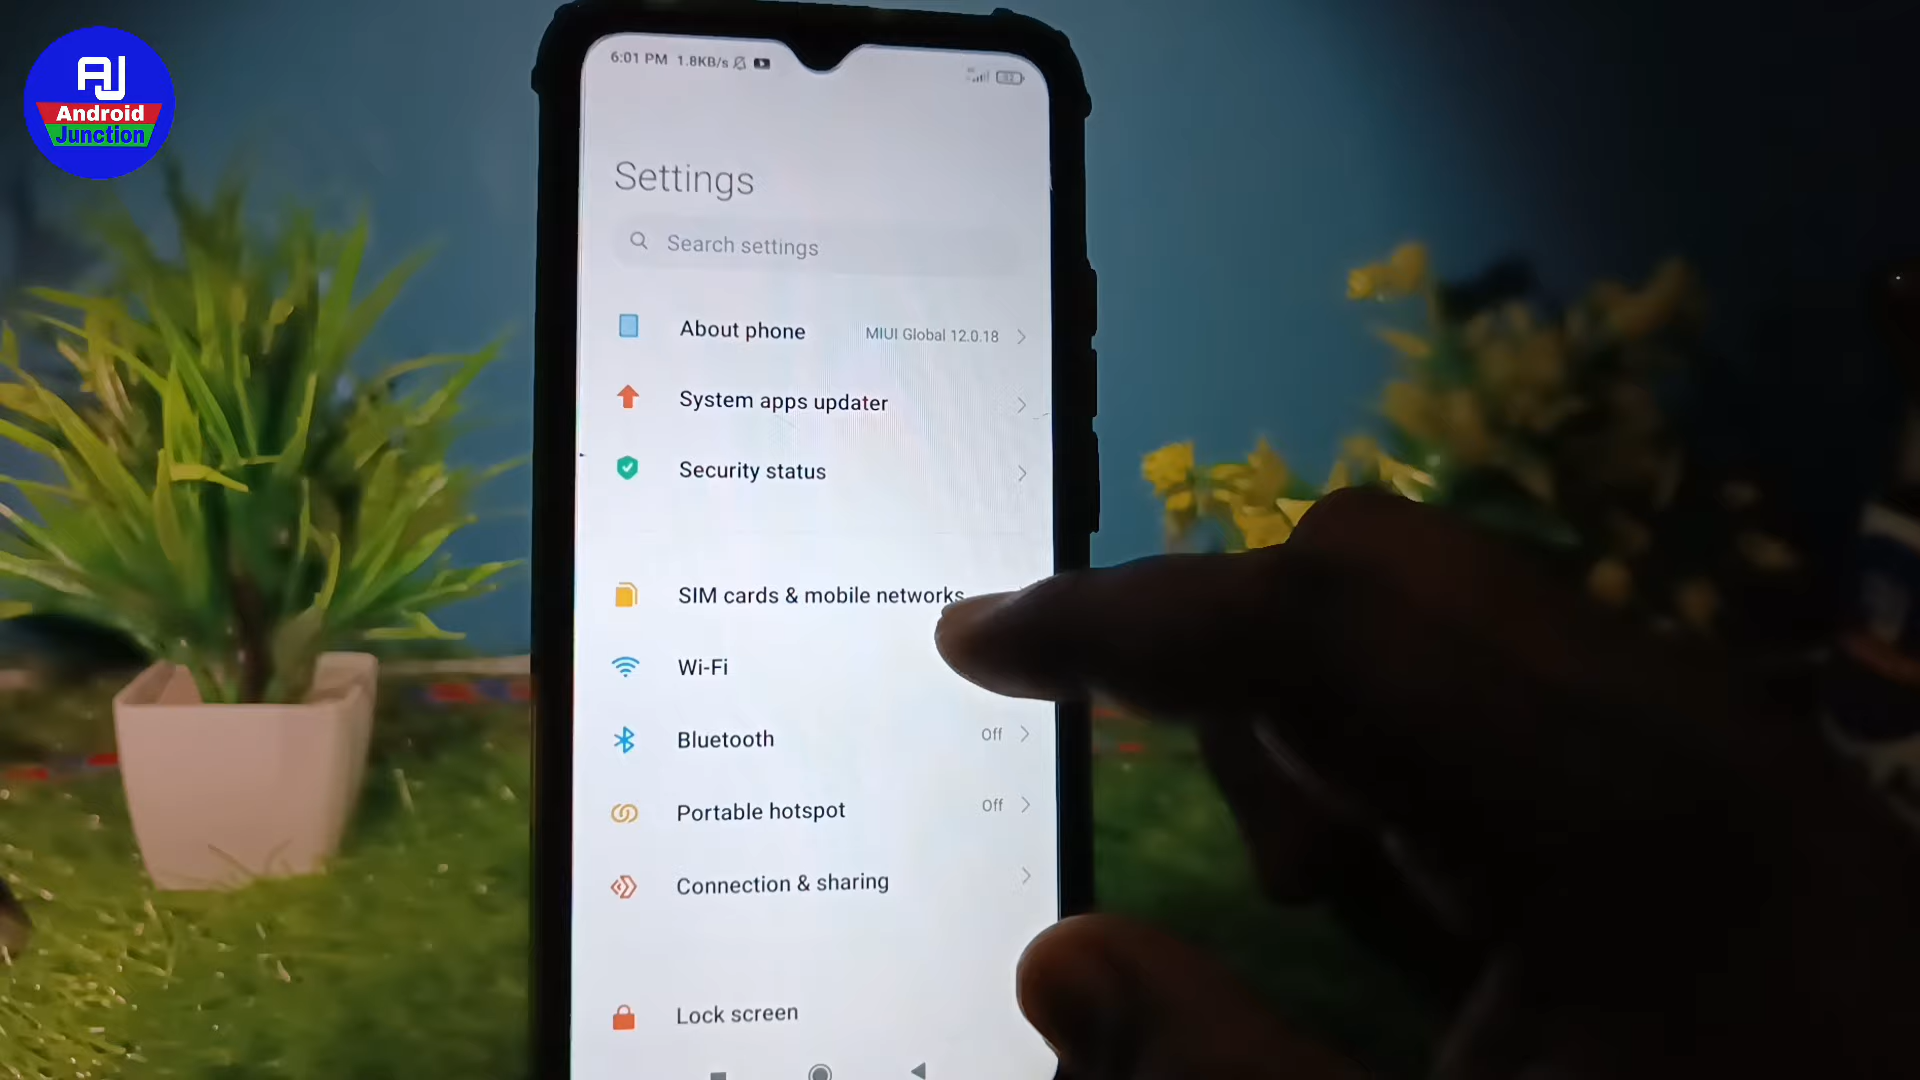 AJ
Android
Junction
6:01 PM 1.8KB/s
Settings
Search settings
About phone MIUI Global 12.0.18
System apps updater
Security status
SIM cards & mobile networks
Wi-Fi
Bluetooth Off
Portable hotspot Off
Connection & sharing
Lock screen